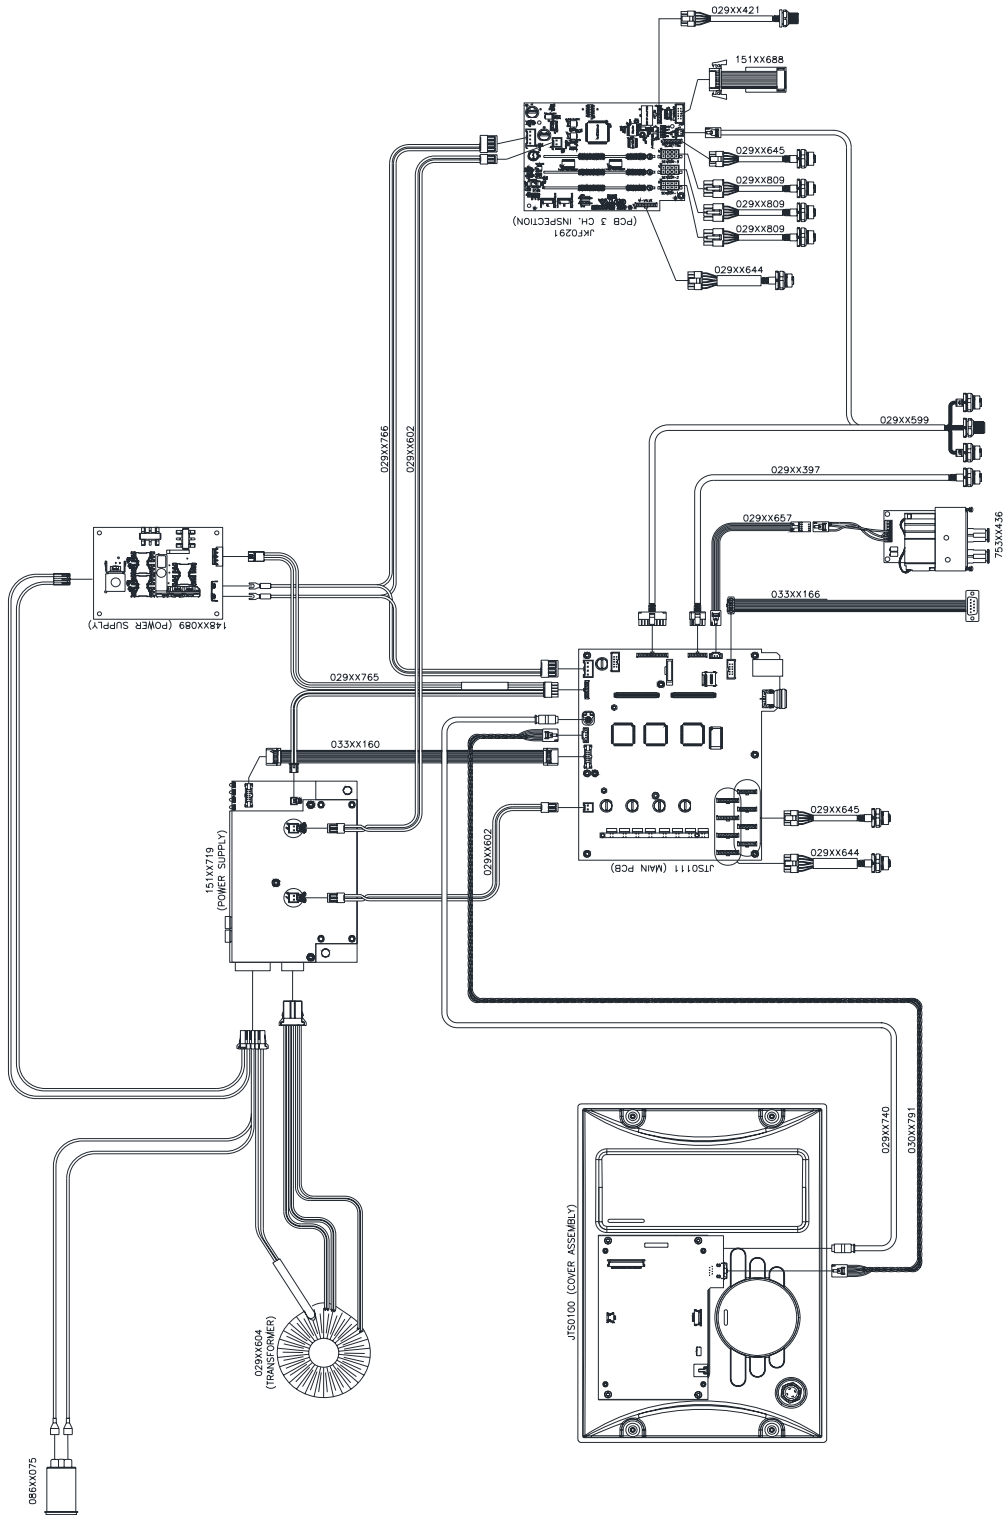 029XX421
151XX688
029XX645
029XX809
029XX809
029XX809
029XX644
JKF0291
(PCB 3 CH. INSPECTION)
029XX766
029XX602
029XX599
029XX397
029XX657
753XX436
033XX166
148XX089 (POWER SUPPLY)
029XX765
033XX160
151XX719
(POWER SUPPLY)
029XX602
JTS0111 (MAIN PCB)
029XX645
029XX644
029XX740
030XX791
JTS0100 (COVER ASSEMBLY)
029XX604
(TRANSFORMER)
086XX075